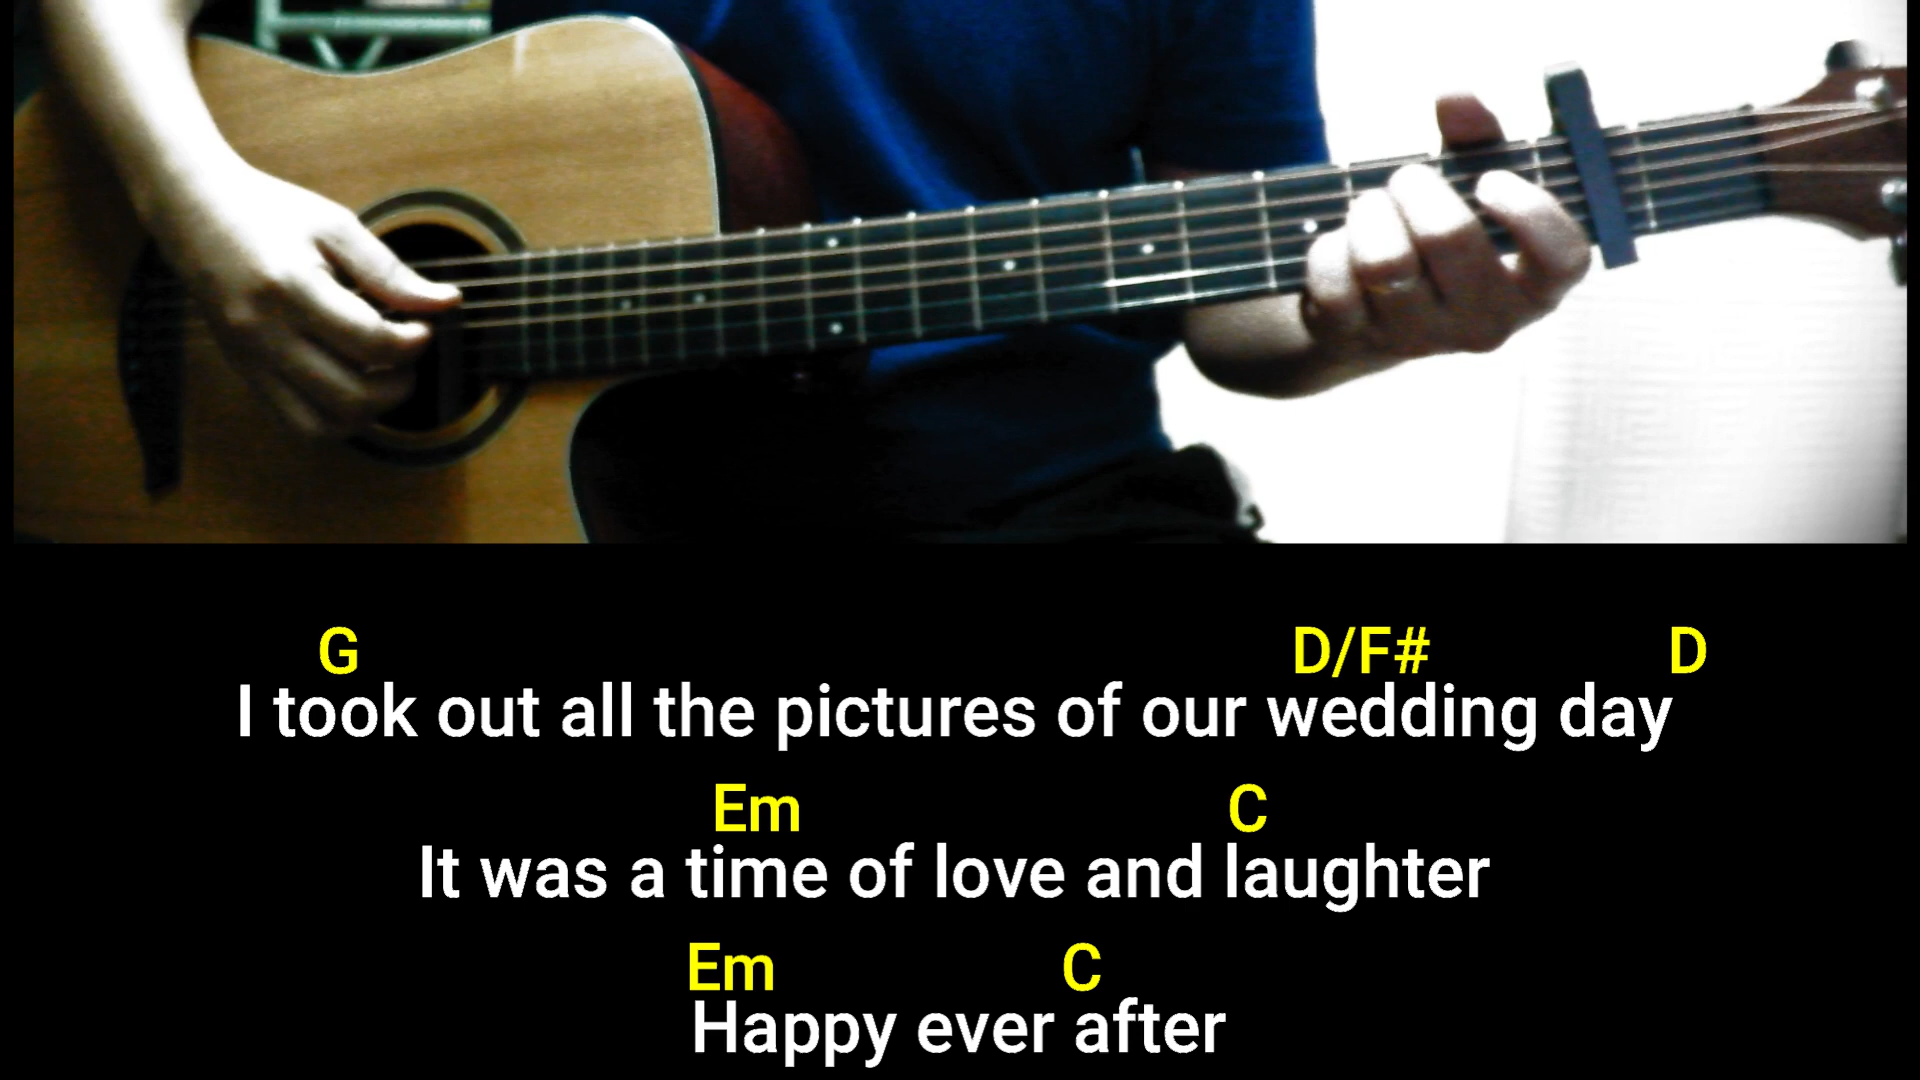 G D/F# D
I took out all the pictures of our wedding day
Em C
It was a time of love and laughter
Em C
Happy ever after